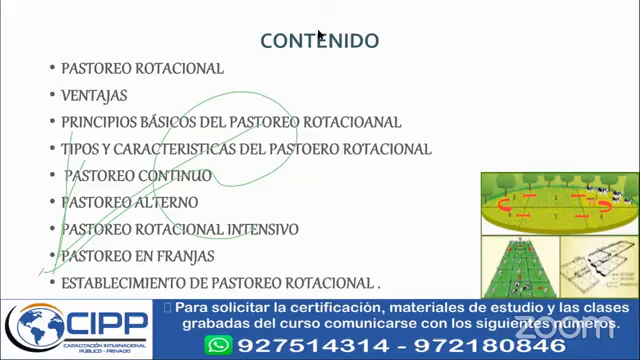 CONTENIDO
• PASTOREO ROTACIONAL
• VENTAJAS
• PRINCIPIOS BÁSICOS DEL PASTOREO ROTACIOANAL
• TIPOS Y CARACTERISTICAS DEL PASTOERO ROTACIONAL
• PASTOREO CONTINUO
• PASTOREO ALTERNO
• PASTOREO ROTACIONAL INTENSIVO
• PASTOREO EN FRANJAS
• ESTABLECIMIENTO DE PASTOREO ROTACIONAL .
zoom
CIPP
CAPACITACIÓN INTERNACIONAL
PÚBLICO - PRIVADO
Para solicitar la certificación, materiales de estudio y las clases
grabadas del curso comunicarse con los siguientes números.
927514314 - 972180846